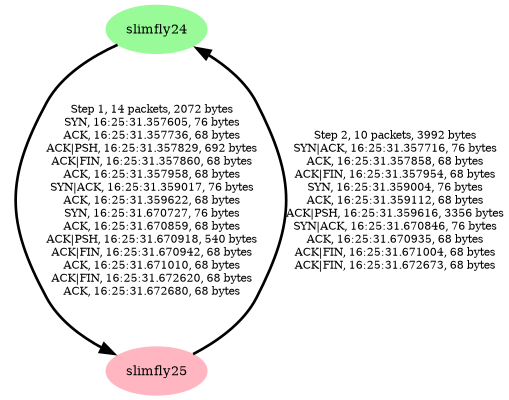 slimfly24
Step 1, 14 packets, 2072 bytes
SYN, 16:25:31.357605, 76 bytes
ACK, 16:25:31.357736, 68 bytes
ACK|PSH, 16:25:31.357829, 692 bytes
ACK|FIN, 16:25:31.357860, 68 bytes
ACK, 16:25:31.357958, 68 bytes
SYN|ACK, 16:25:31.359017, 76 bytes
ACK, 16:25:31.359622, 68 bytes
SYN, 16:25:31.670727, 76 bytes
ACK, 16:25:31.670859, 68 bytes
ACK|PSH, 16:25:31.670918, 540 bytes
ACK|FIN, 16:25:31.670942, 68 bytes
ACK, 16:25:31.671010, 68 bytes
ACK|FIN, 16:25:31.672620, 68 bytes
ACK, 16:25:31.672680, 68 bytes
Step 2, 10 packets, 3992 bytes
SYN|ACK, 16:25:31.357716, 76 bytes
ACK, 16:25:31.357858, 68 bytes
ACK|FIN, 16:25:31.357954, 68 bytes
SYN, 16:25:31.359004, 76 bytes
ACK, 16:25:31.359112, 68 bytes
ACK|PSH, 16:25:31.359616, 3356 bytes
SYN|ACK, 16:25:31.670846, 76 bytes
ACK, 16:25:31.670935, 68 bytes
ACK|FIN, 16:25:31.671004, 68 bytes
ACK|FIN, 16:25:31.672673, 68 bytes
slimfly25